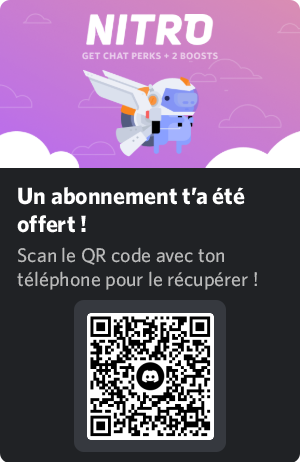 NITRO
GET CHAT PERKS + 2 BOOSTS
Un abonnement t'a été
offert !
Scan le QR code avec ton
téléphone pour le récupérer !